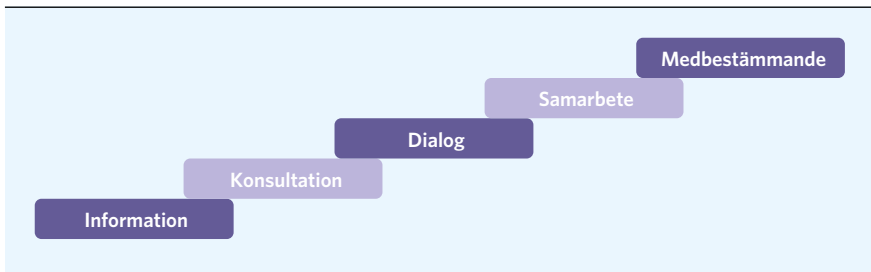 Medbestämmande
Samarbete
Dialog
Konsultation
Information